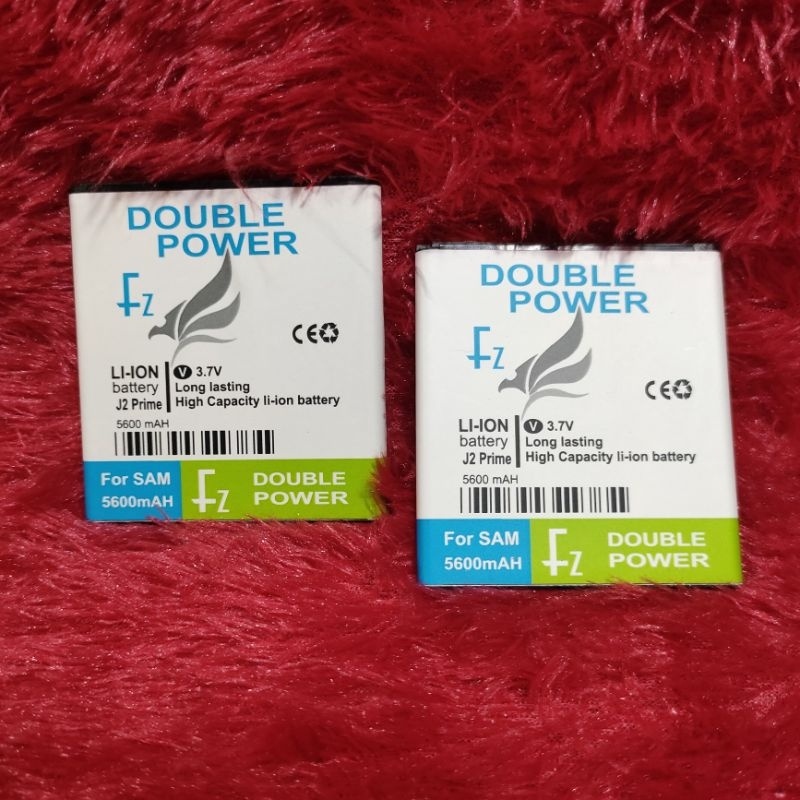 DOUBLE
POWER
Fz
CE
LI-ION
battery
J2 Prime
V 3.7V
Long lasting
High Capacity li-ion battery
5600 mAH
For SAM
5600mAH
Fz
DOUBLE
POWER
DOUBLE
POWER
Fz
CE
LI-ION
battery
J2 Prime
V 3.7V
Long lasting
High Capacity li-ion battery
5600 mAH
For SAM
5600mAH
Fz
DOUBLE
POWER